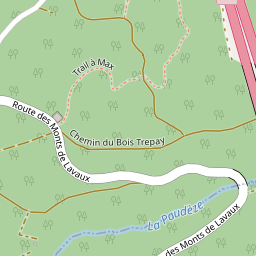 Trail à Max
Route des Monts de Lavaux
Chemin du Bois Trepay
La Paudèze
des Monts de Lavaux